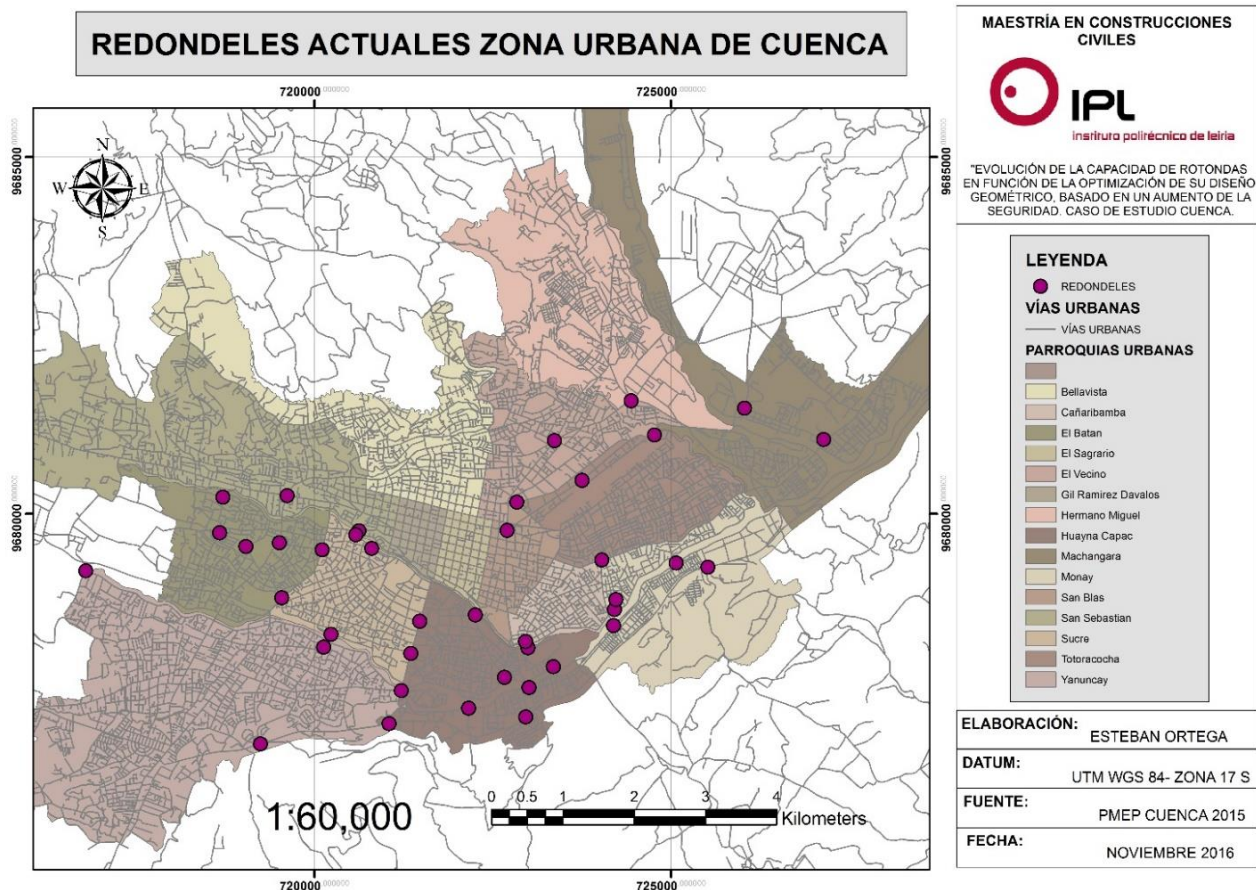 REDONDELES ACTUALES ZONA URBANA DE CUENCA
MAESTRÍA EN CONSTRUCCIONES
CIVILES
IPL
instituto politécnico de leiria
"EVOLUCIÓN DE LA CAPACIDAD DE ROTONDAS
EN FUNCIÓN DE LA OPTIMIZACIÓN DE SU DISEÑO
GEOMÉTRICO, BASADO EN UN AUMENTO DE LA
SEGURIDAD. CASO DE ESTUDIO CUENCA.
720000
725000
9685000
9685000
N
W
E
S
9680000
9680000
LEYENDA
REDONDELES
VÍAS URBANAS
VÍAS URBANAS
PARROQUIAS URBANAS
Bellavista
Cañaribamba
El Batan
El Sagrario
El Vecino
Gil Ramirez Davalos
Hermano Miguel
Huayna Capac
Machangara
Monay
San Blas
San Sebastian
Sucre
Totoracocha
Yanuncay
1:60,000
0 0.5 1 2 3 4
Kilometers
720000
725000
ELABORACIÓN:
ESTEBAN ORTEGA
DATUM:
UTM WGS 84- ZONA 17 S
FUENTE:
PMEP CUENCA 2015
FECHA:
NOVIEMBRE 2016